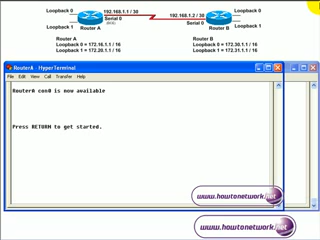 Loopback 0
192.168.1.1 / 30
Loopback 0
Serial 0
192.168.1.2 / 30
Loopback 1
Router A
Serial 0
Router B
Loopback 1
Router A
Loopback 0 = 172.16.1.1 / 16
Loopback 1 = 172.20.1.1 / 16
Router B
Loopback 0 = 172.30.1.1 / 16
Loopback 1 = 172.31.1.1 / 16
RouterA - HyperTerminal
File Edit View Call Transfer Help
RouterA con0 is now available
Press RETURN to get started.
www.howtonetwork.net
www.howtonetwork.net